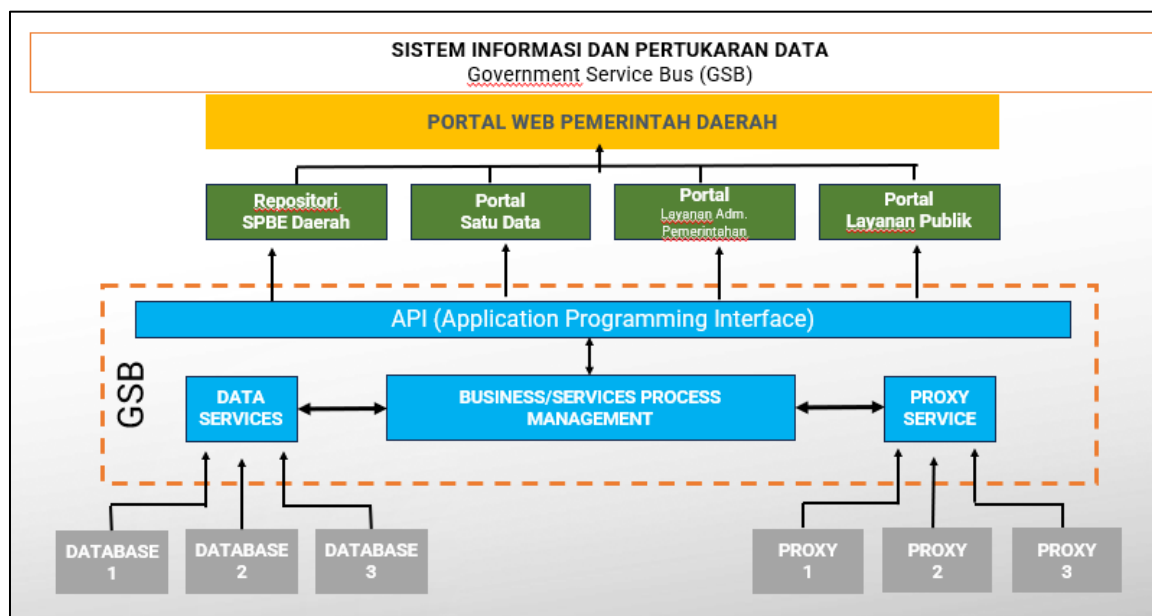 SISTEM INFORMASI DAN PERTUKARAN DATA
Government Service Bus (GSB)
PORTAL WEB PEMERINTAH DAERAH
Repositori
SPBE Daerah
Portal
Satu Data
Portal
Layanan Adm.
Pemerintahan
Portal
Layanan Publik
API (Application Programming Interface)
GSB
DATA
SERVICES
BUSINESS/SERVICES PROCESS
MANAGEMENT
PROXY
SERVICE
DATABASE
1
DATABASE
2
DATABASE
3
PROXY
1
PROXY
2
PROXY
3